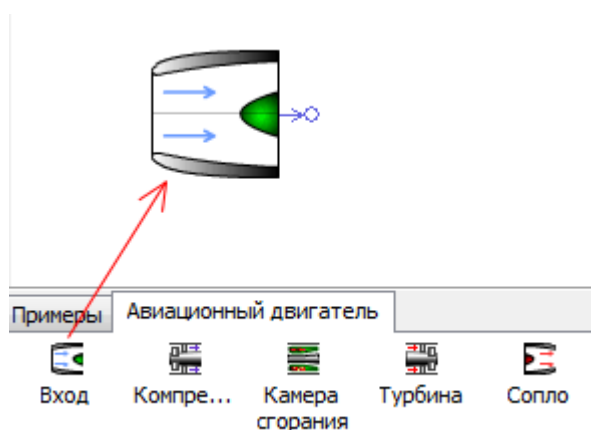 Примеры Авиационный двигатель
Вход Компре... Камера сгорания Турбина Сопло